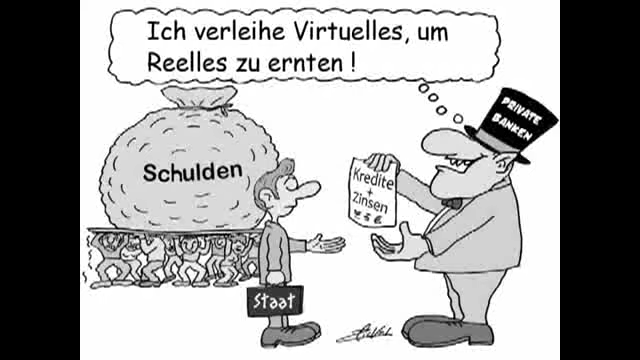 Ich verleihe Virtuelles, um
Reelles zu ernten !
PRIVATE
BANKEN
Schulden
Kredite
+
Zinsen
¥ $ €
Staat